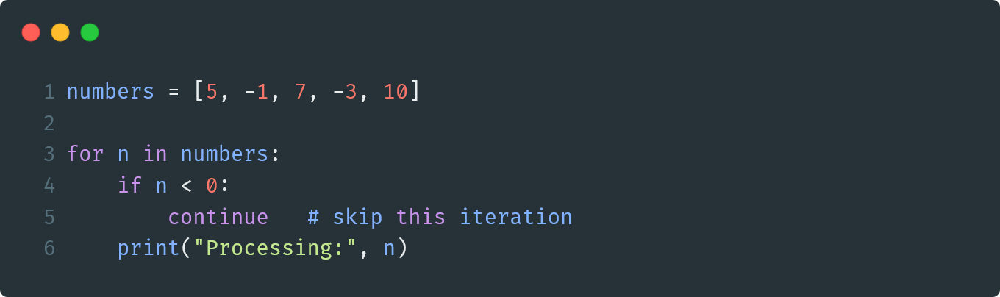 1 numbers = [5, -1, 7, -3, 10]
2
3 for n in numbers:
4     if n < 0:
5         continue   # skip this iteration
6     print("Processing:", n)